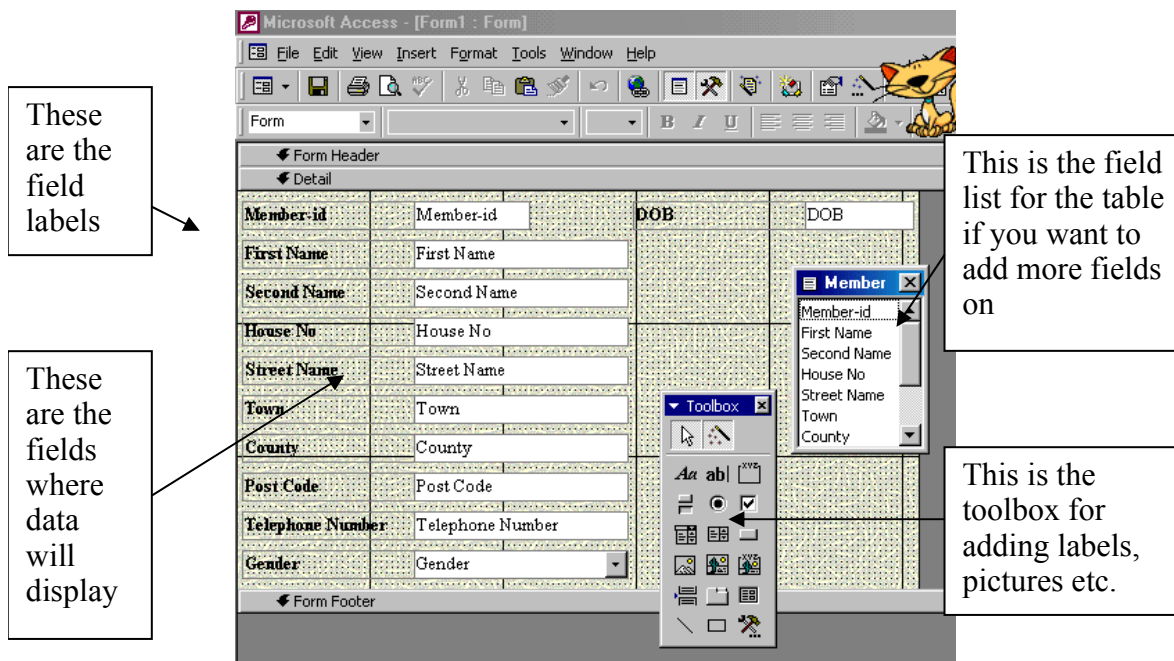 Microsoft Access - [Form1 : Form]
File Edit View Insert Format Tools Window Help
ABC
Form B I U
Form Header
Detail
These
are the
field
labels
This is the field
list for the table
if you want to
add more fields
on
Member-id Member-id DOB DOB
First Name First Name
Second Name Second Name
House No House No
Street Name Street Name
Town Town
County County
Post Code Post Code
Telephone Number Telephone Number
Gender Gender
Form Footer
Member
Member-id
First Name
Second Name
House No
Street Name
Town
County
These
are the
fields
where
data
will
display
Toolbox
Aa ab| XYZ
XYZ
This is the
toolbox for
adding labels,
pictures etc.